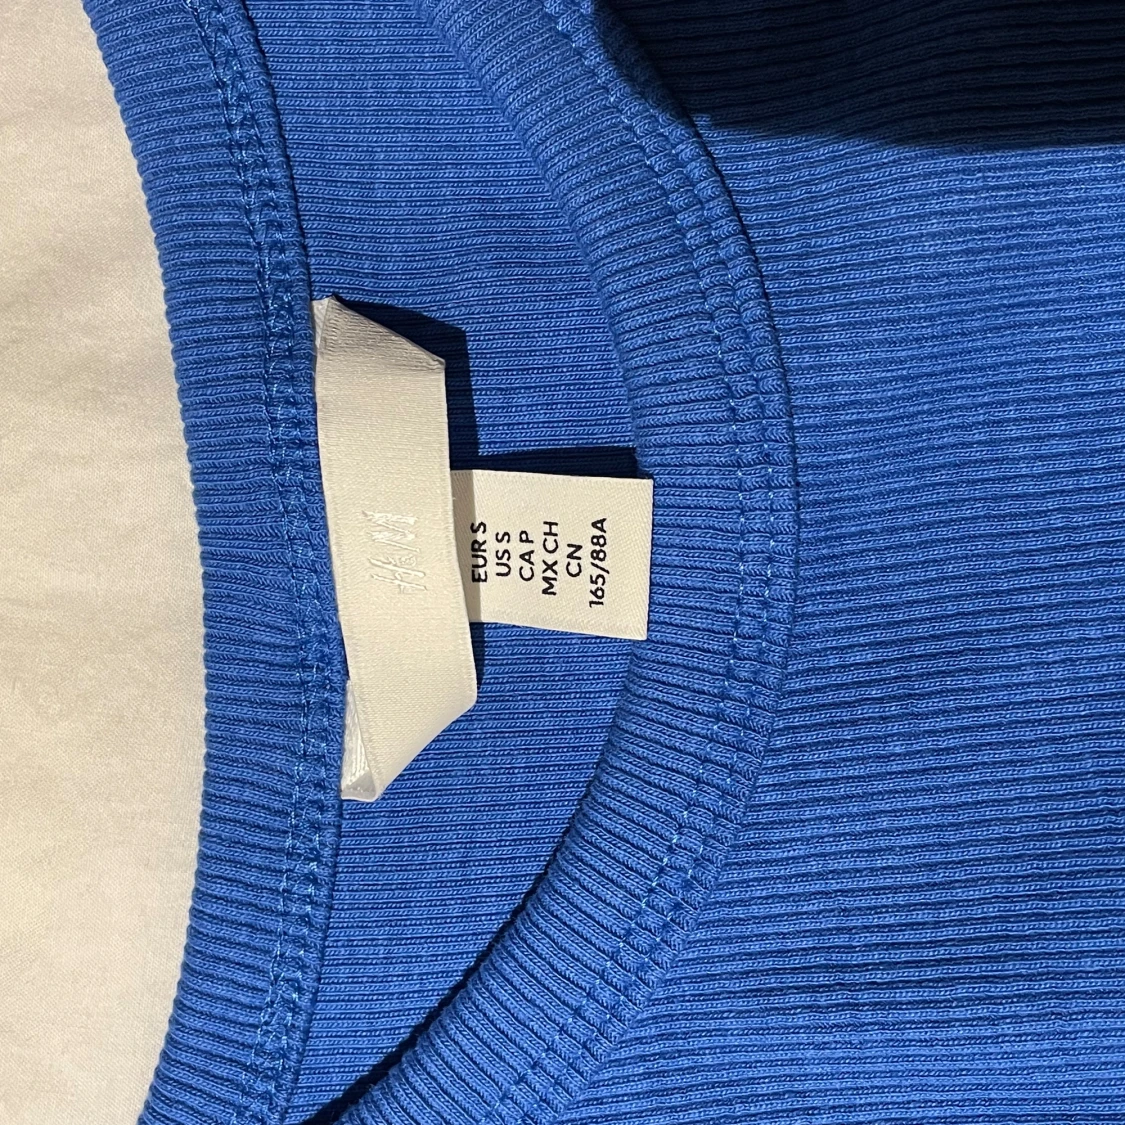 H&M
EUR S
US S
CA P
MX CH
CN
165/88A